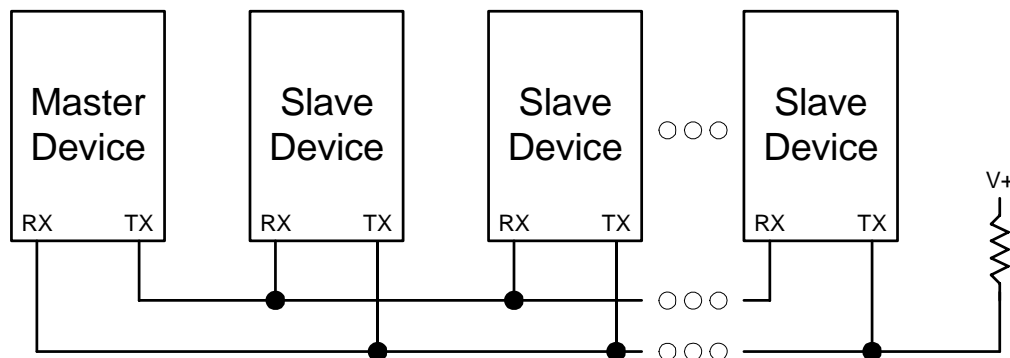 Master
Device
Slave
Device
Slave
Device
Slave
Device
V+
RX TX
RX TX
RX TX
RX TX